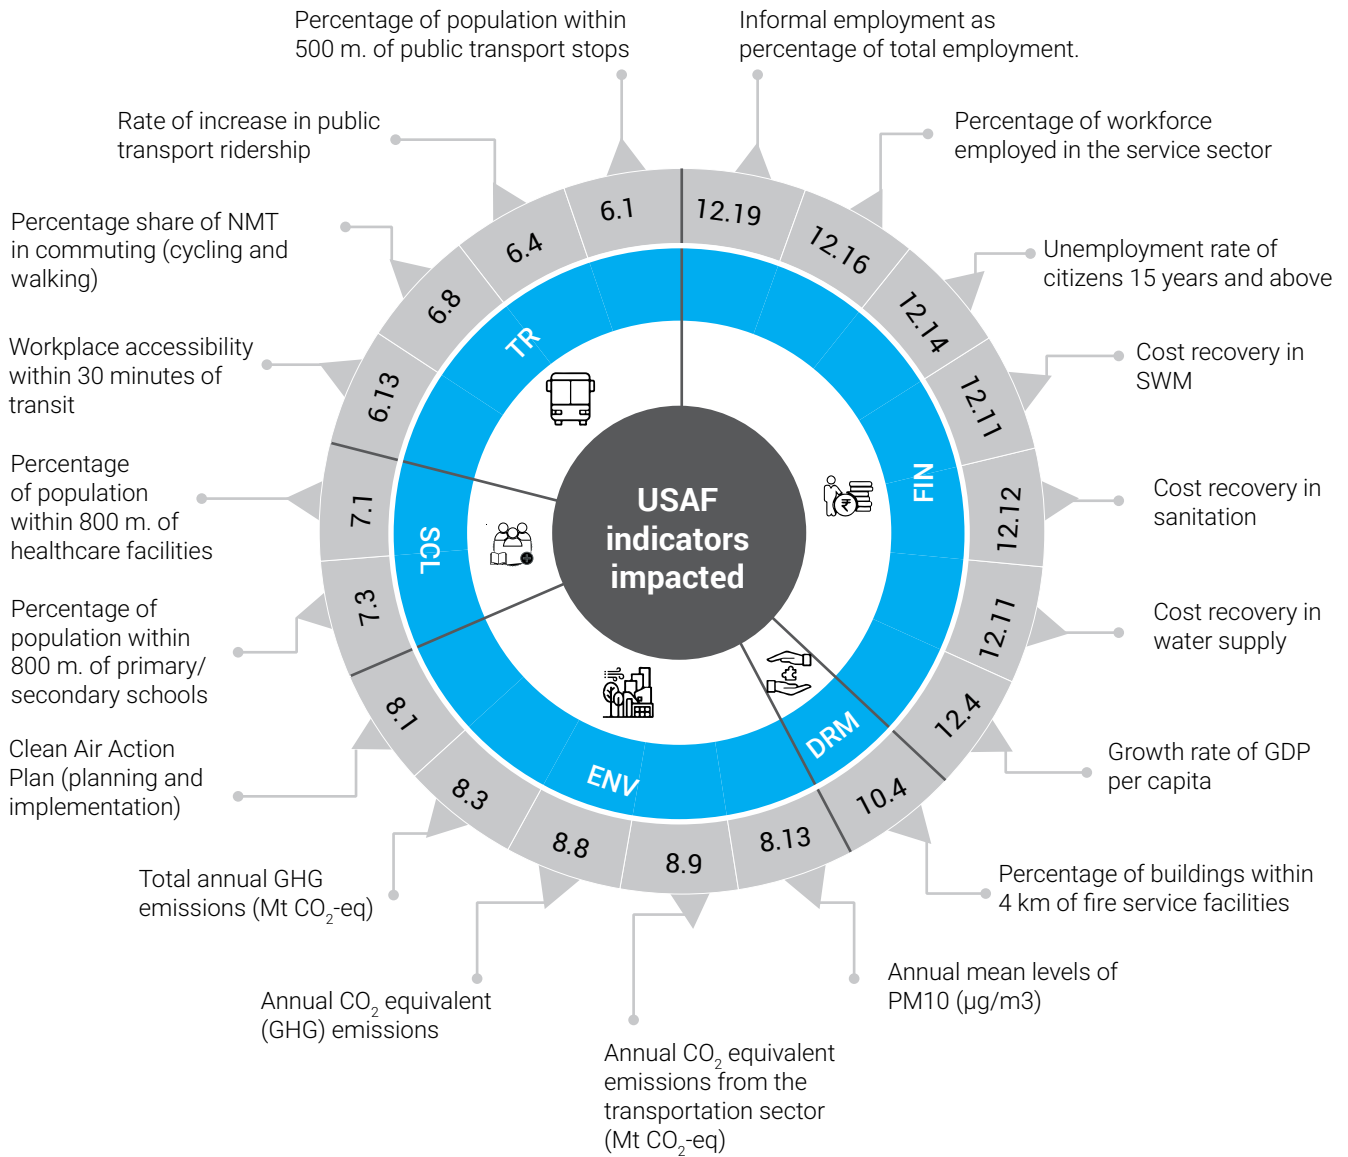 Percentage of population within
500 m. of public transport stops
Informal employment as
percentage of total employment.
Rate of increase in public
transport ridership
Percentage of workforce
employed in the service sector
Percentage share of NMT
in commuting (cycling and
walking)
Unemployment rate of
citizens 15 years and above
Workplace accessibility
within 30 minutes of
transit
Cost recovery in
SWM
Percentage
of population
within 800 m. of
healthcare facilities
Cost recovery in
sanitation
Percentage of
population within
800 m. of primary/
secondary schools
Cost recovery in
water supply
Clean Air Action
Plan (planning and
implementation)
Growth rate of GDP
per capita
Total annual GHG
emissions (Mt CO2-eq)
Percentage of buildings within
4 km of fire service facilities
Annual CO2 equivalent
(GHG) emissions
Annual mean levels of
PM10 (µg/m3)
Annual CO2 equivalent
emissions from the
transportation sector
(Mt CO2-eq)
6.1
12.19
6.4
12.16
6.8
12.14
6.13
12.11
7.1
12.12
7.3
12.11
8.1
12.4
8.3
10.4
8.8
8.9
8.13
TR
FIN
SCL
DRM
ENV
USAF
indicators
impacted
₹